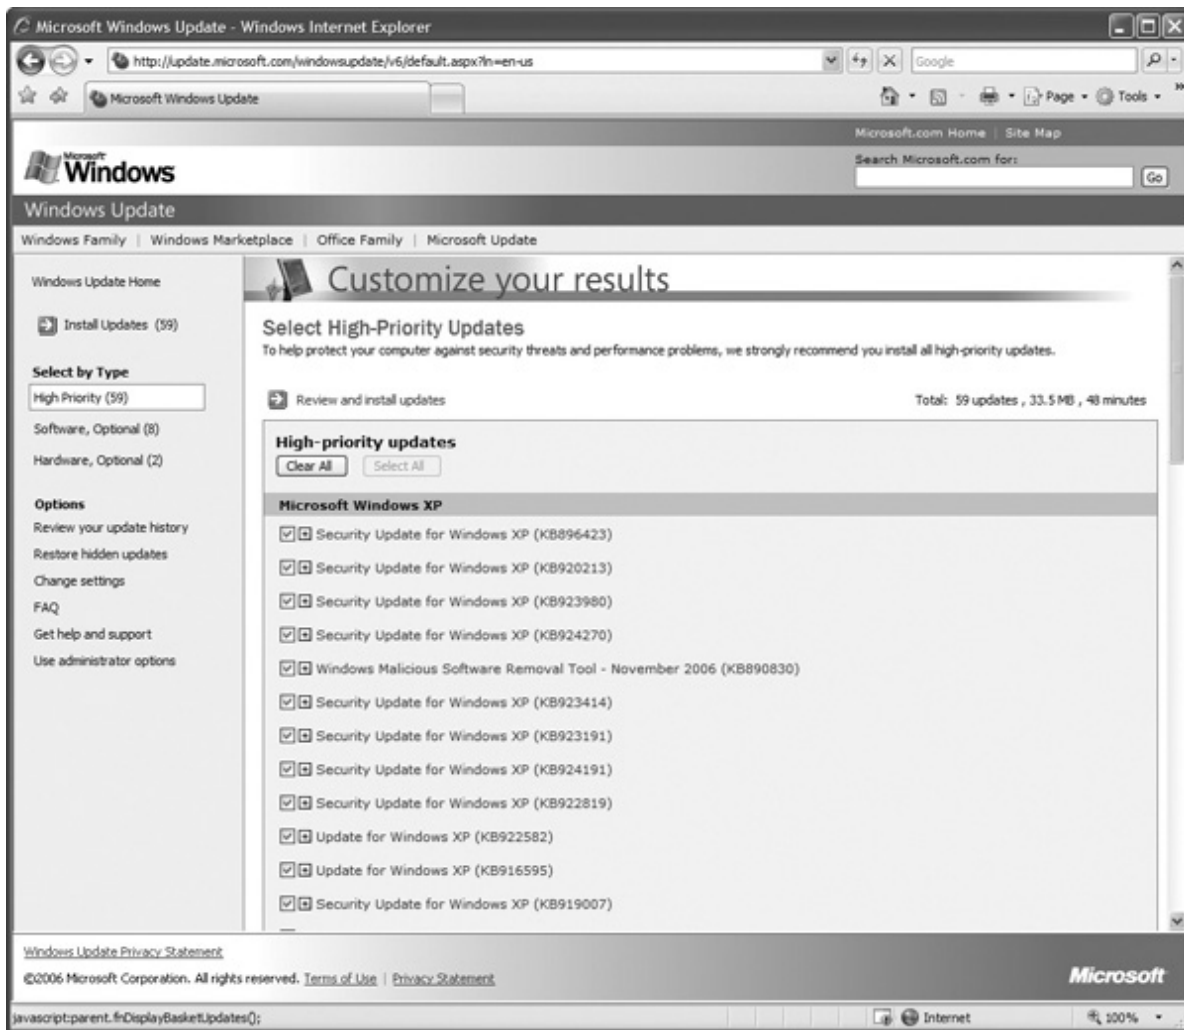 Microsoft Windows Update - Windows Internet Explorer
http://update.microsoft.com/windowsupdate/v6/default.aspx?ln=en-us
Google
Microsoft Windows Update
Page
Tools
Microsoft.com Home | Site Map
Microsoft
Windows
Search Microsoft.com for:
Go
Windows Update
Windows Family | Windows Marketplace | Office Family | Microsoft Update
Windows Update Home
Install Updates (59)
Select by Type
High Priority (59)
Software, Optional (8)
Hardware, Optional (2)
Options
Review your update history
Restore hidden updates
Change settings
FAQ
Get help and support
Use administrator options
Customize your results
Select High-Priority Updates
To help protect your computer against security threats and performance problems, we strongly recommend you install all high-priority updates.
Review and install updates
Total: 59 updates , 33.5 MB , 48 minutes
High-priority updates
Clear All
Select All
Microsoft Windows XP
Security Update for Windows XP (KB896423)
Security Update for Windows XP (KB920213)
Security Update for Windows XP (KB923980)
Security Update for Windows XP (KB924270)
Windows Malicious Software Removal Tool - November 2006 (KB890830)
Security Update for Windows XP (KB923414)
Security Update for Windows XP (KB923191)
Security Update for Windows XP (KB924191)
Security Update for Windows XP (KB922819)
Update for Windows XP (KB922582)
Update for Windows XP (KB916595)
Security Update for Windows XP (KB919007)
Windows Update Privacy Statement
©2006 Microsoft Corporation. All rights reserved. Terms of Use | Privacy Statement
Microsoft
javascript:parent.fnDisplayBasketUpdates();
Internet
100%